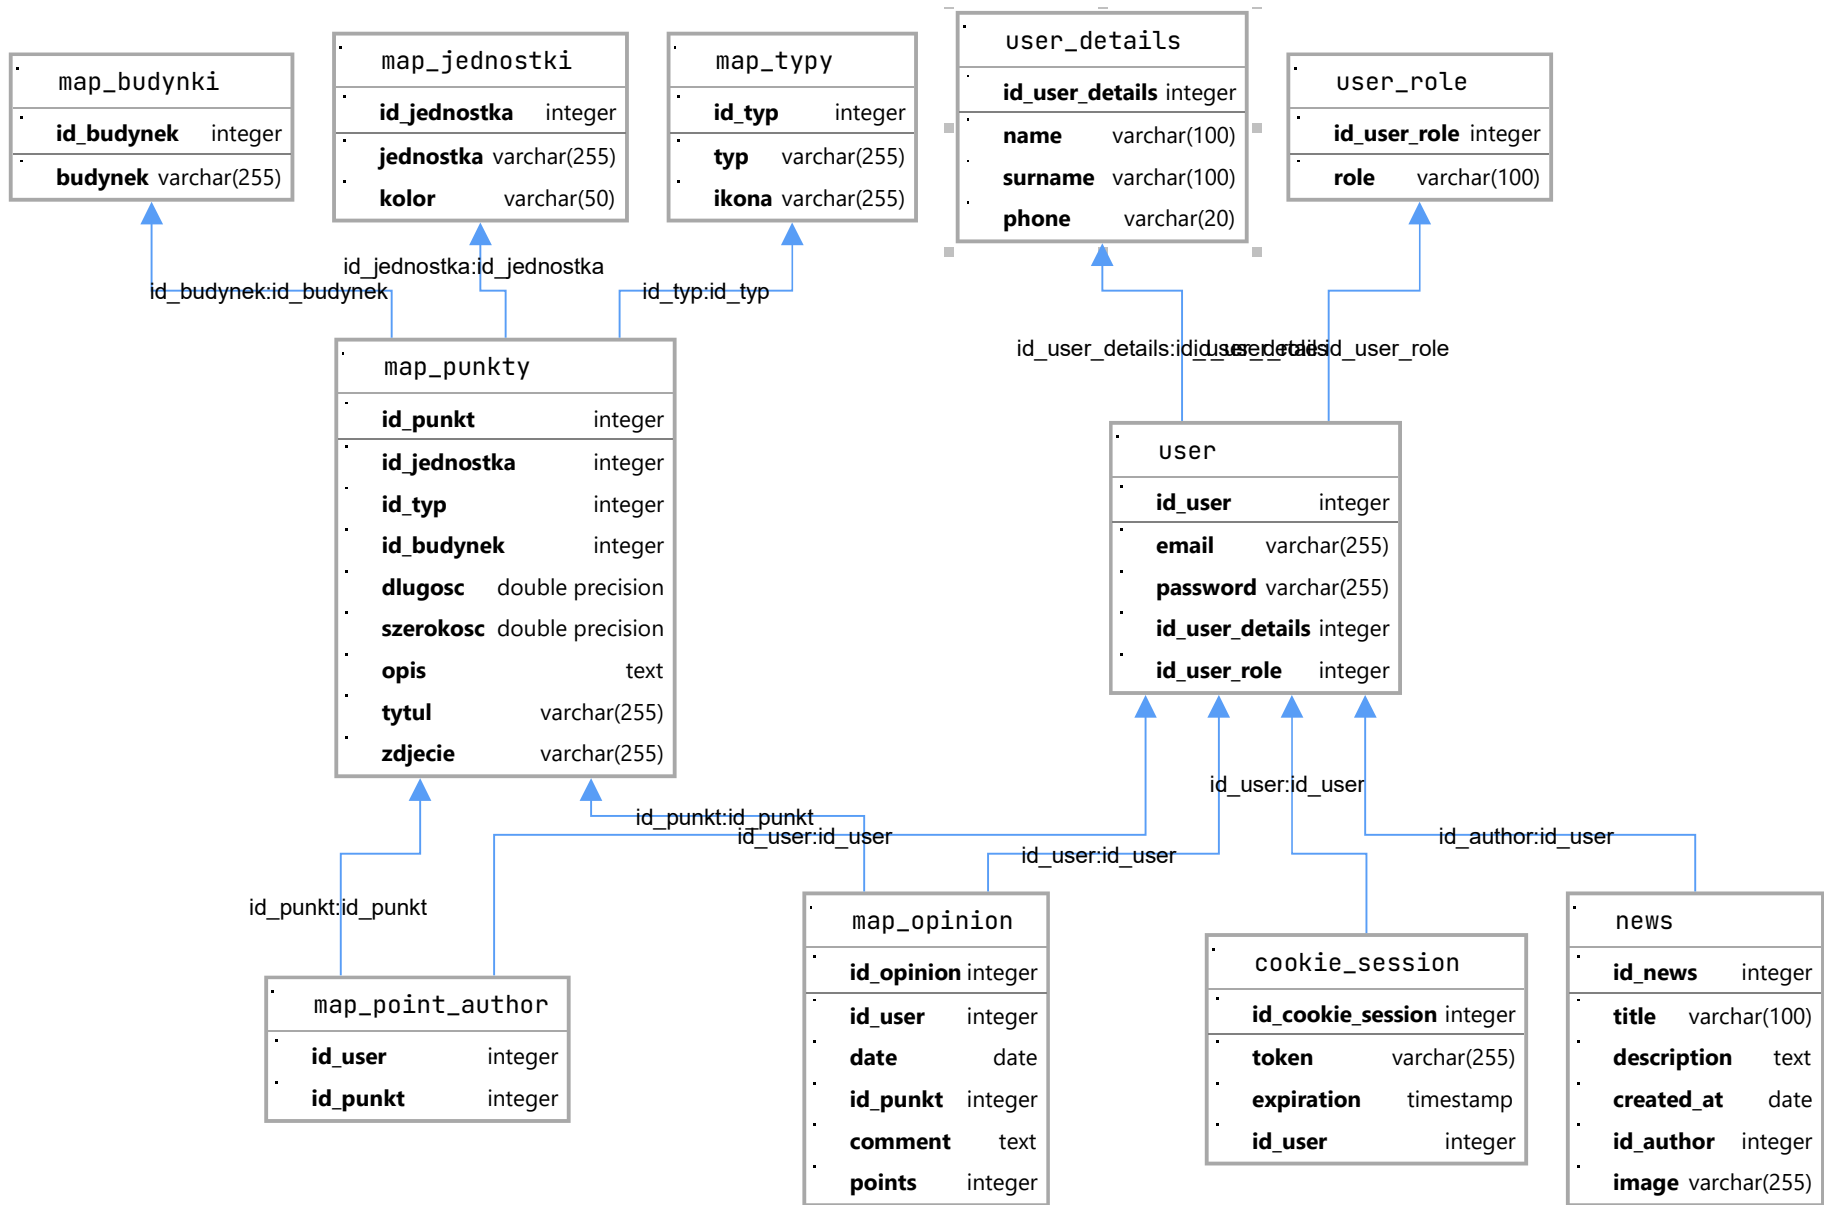 map_budynki
id_budynek integer
budynek varchar(255)
map_jednostki
id_jednostka integer
jednostka varchar(255)
kolor varchar(50)
map_typy
id_typ integer
typ varchar(255)
ikona varchar(255)
user_details
id_user_details integer
name varchar(100)
surname varchar(100)
phone varchar(20)
user_role
id_user_role integer
role varchar(100)
id_budynek:id_budynek
id_jednostka:id_jednostka
id_typ:id_typ
id_user_details:id_user_details
id_user_role:id_user_role
map_punkty
id_punkt integer
id_jednostka integer
id_typ integer
id_budynek integer
dlugosc double precision
szerokosc double precision
opis text
tytul varchar(255)
zdjecie varchar(255)
user
id_user integer
email varchar(255)
password varchar(255)
id_user_details integer
id_user_role integer
id_punkt:id_punkt
id_user:id_user
id_punkt:id_punkt
id_user:id_user
id_user:id_user
id_author:id_user
map_point_author
id_user integer
id_punkt integer
map_opinion
id_opinion integer
id_user integer
date date
id_punkt integer
comment text
points integer
cookie_session
id_cookie_session integer
token varchar(255)
expiration timestamp
id_user integer
news
id_news integer
title varchar(100)
description text
created_at date
id_author integer
image varchar(255)